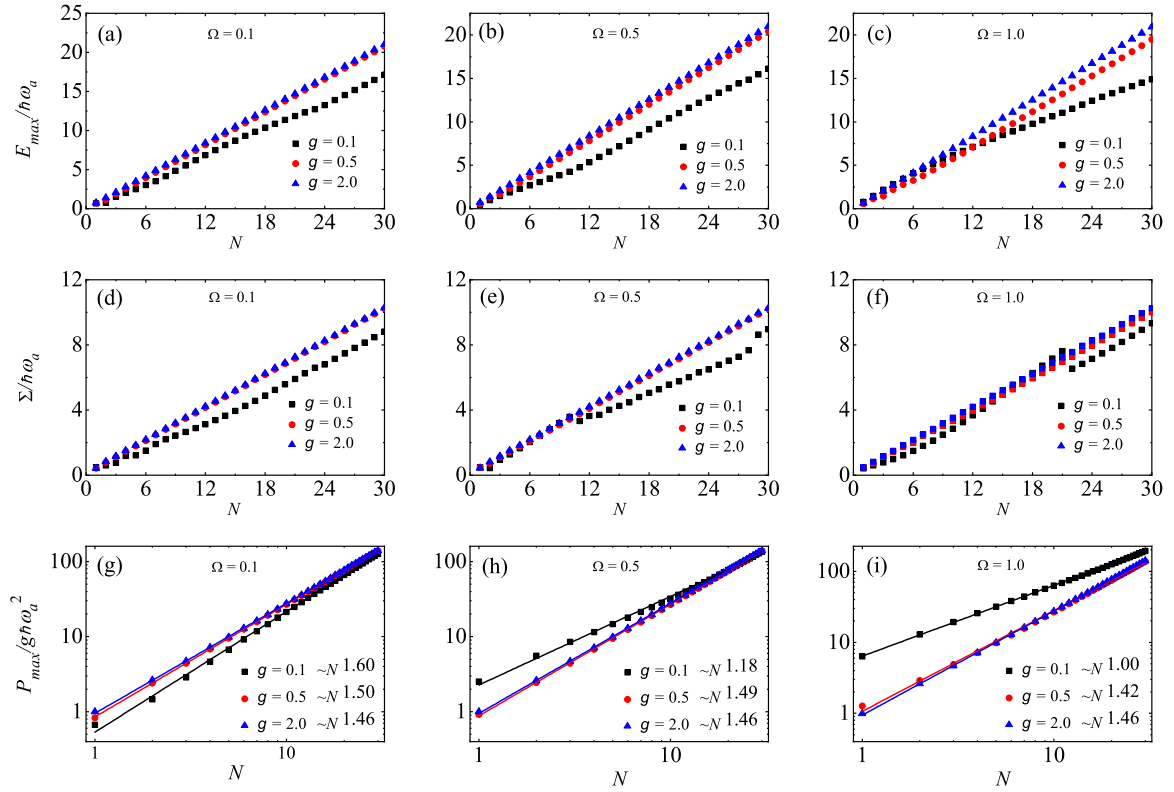 (a) Ω = 0.1
E_max/ħω_a
25
20
15
10
5
0
g = 0.1
g = 0.5
g = 2.0
0 6 12 18 24 30
N
(b) Ω = 0.5
20
15
10
5
0
g = 0.1
g = 0.5
g = 2.0
0 6 12 18 24 30
N
(c) Ω = 1.0
20
15
10
5
0
g = 0.1
g = 0.5
g = 2.0
0 6 12 18 24 30
N
(d) Ω = 0.1
Σ/ħω_a
12
8
4
0
g = 0.1
g = 0.5
g = 2.0
0 6 12 18 24 30
N
(e) Ω = 0.5
12
8
4
0
g = 0.1
g = 0.5
g = 2.0
0 6 12 18 24 30
N
(f) Ω = 1.0
12
8
4
0
g = 0.1
g = 0.5
g = 2.0
0 6 12 18 24 30
N
(g) Ω = 0.1
P_max/għω_a^2
100
10
1
g = 0.1 ~N^1.60
g = 0.5 ~N^1.50
g = 2.0 ~N^1.46
1 10
N
(h) Ω = 0.5
100
10
1
g = 0.1 ~N^1.18
g = 0.5 ~N^1.49
g = 2.0 ~N^1.46
1 10
N
(i) Ω = 1.0
100
10
1
g = 0.1 ~N^1.00
g = 0.5 ~N^1.42
g = 2.0 ~N^1.46
1 10
N